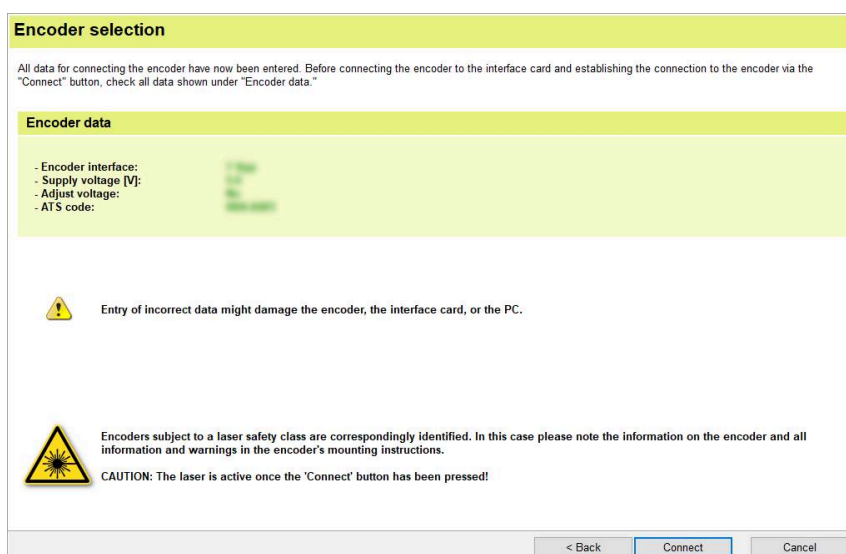 Encoder selection
All data for connecting the encoder have now been entered. Before connecting the encoder to the interface card and establishing the connection to the encoder via the
"Connect" button, check all data shown under "Encoder data."
Encoder data
- Encoder interface:
- Supply voltage [V]:
- Adjust voltage:
- ATS code:
Entry of incorrect data might damage the encoder, the interface card, or the PC.
Encoders subject to a laser safety class are correspondingly identified. In this case please note the information on the encoder and all
information and warnings in the encoder's mounting instructions.
CAUTION: The laser is active once the 'Connect' button has been pressed!
< Back Connect Cancel